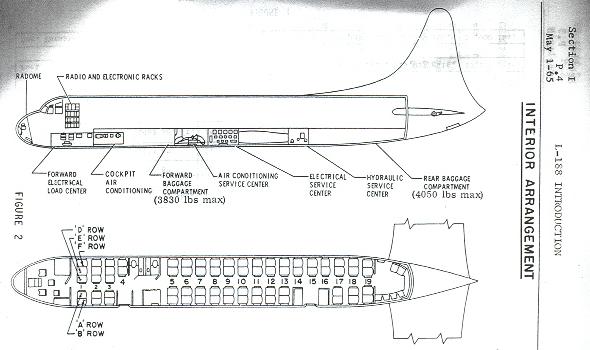 Section I
P.4
May 1-65
L-188 INTRODUCTION
INTERIOR ARRANGEMENT
RADOME
RADIO AND ELECTRONIC RACKS
FORWARD
ELECTRICAL
LOAD CENTER
COCKPIT
AIR
CONDITIONING
FORWARD
BAGGAGE
COMPARTMENT
(3830 lbs max)
AIR CONDITIONING
SERVICE CENTER
ELECTRICAL
SERVICE
CENTER
HYDRAULIC
SERVICE
CENTER
REAR BAGGAGE
COMPARTMENT
(4050 lbs max)
FIGURE 2
'D' ROW
'E' ROW
'F' ROW
1 2 3 4 5 6 7 8 9 10 11 12 13 14 15 16 17 18 19
'A' ROW
'B' ROW